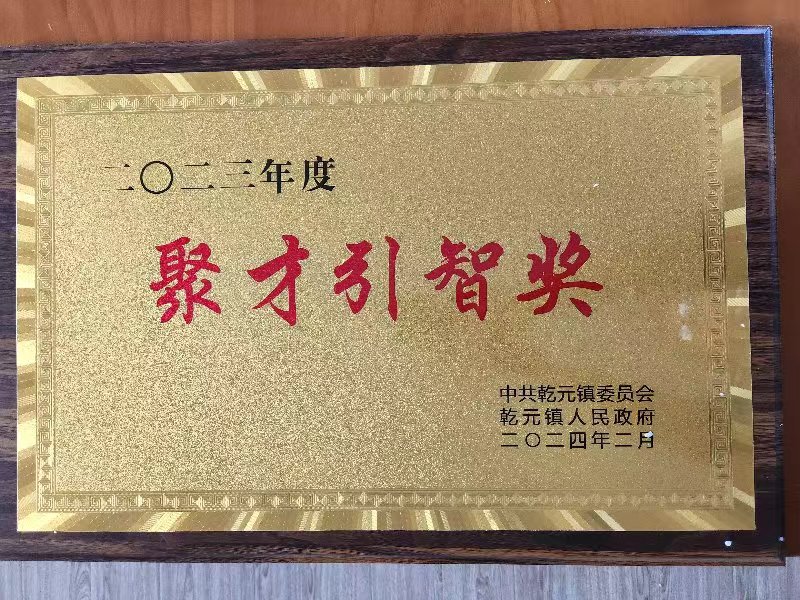 二〇二三年度
聚才引智奖
中共乾元镇委员会
乾元镇人民政府
二〇二四年二月